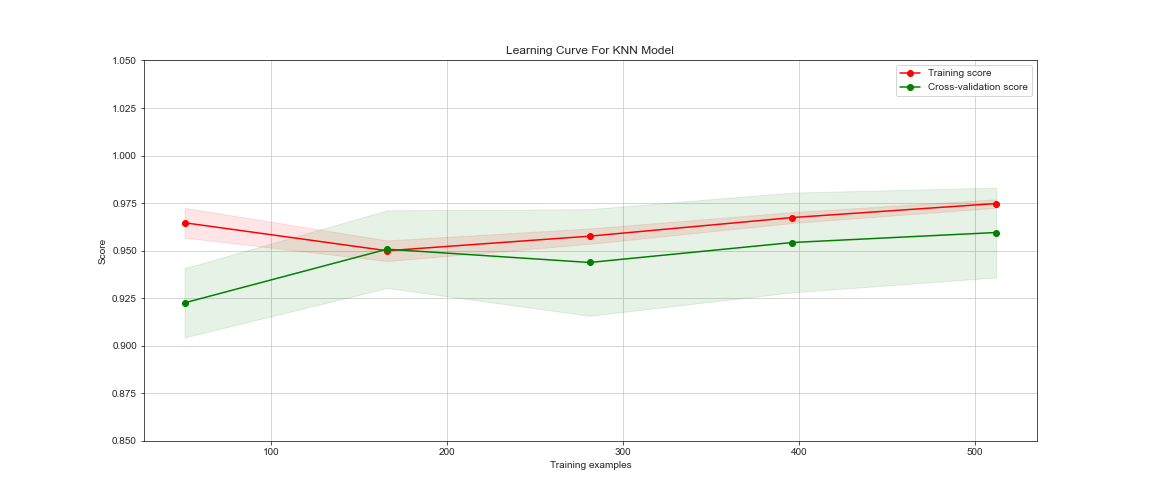 Learning Curve For KNN Model
1.050
1.025
1.000
0.975
0.950
0.925
0.900
0.875
0.850
Score
Training score
Cross-validation score
100
200
300
400
500
Training examples